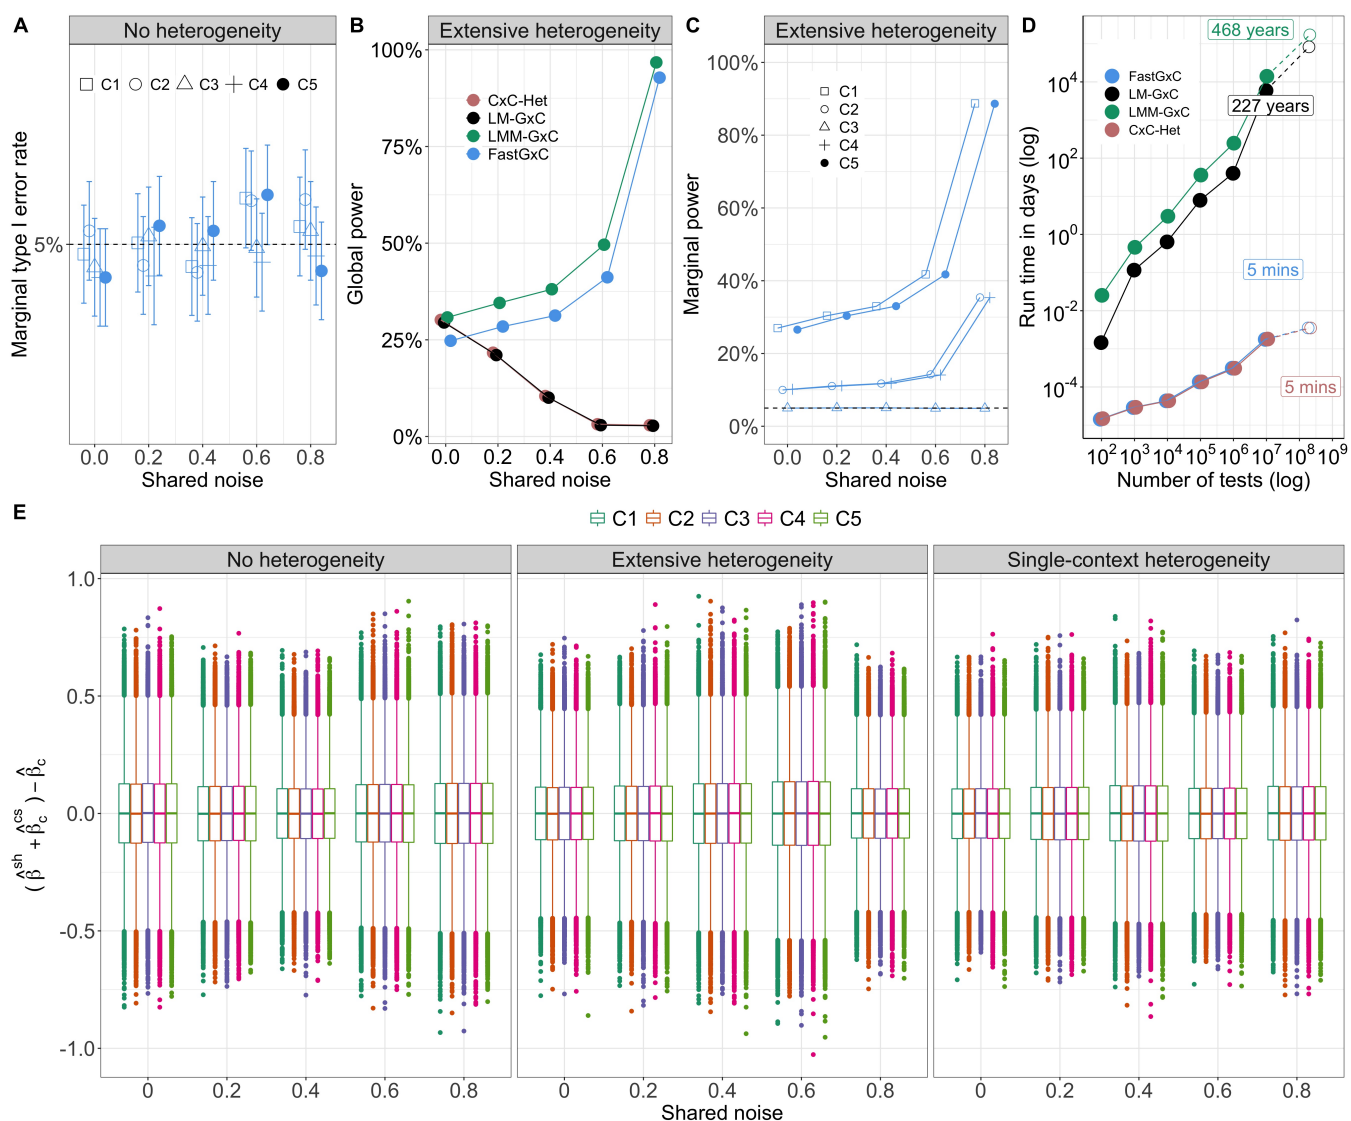 A
No heterogeneity
C1 C2 C3 C4 C5
Marginal type I error rate
5%
0.0 0.2 0.4 0.6 0.8
Shared noise
B
Extensive heterogeneity
100%
75%
50%
25%
0%
Global power
CxC-Het
LM-GxC
LMM-GxC
FastGxC
0.0 0.2 0.4 0.6 0.8
Shared noise
C
Extensive heterogeneity
100%
80%
60%
40%
20%
0%
Marginal power
C1
C2
C3
C4
C5
0.0 0.2 0.4 0.6 0.8
Shared noise
D
468 years
FastGxC
LM-GxC
LMM-GxC
CxC-Het
227 years
5 mins
5 mins
Run time in days (log)
10^4
10^2
10^0
10^-2
10^-4
10^2 10^3 10^4 10^5 10^6 10^7 10^8 10^9
Number of tests (log)
E
C1 C2 C3 C4 C5
No heterogeneity
Extensive heterogeneity
Single-context heterogeneity
1.0
0.5
0.0
-0.5
-1.0
(β̂^sh + β̂_c^cs) − β̂_c
0 0.2 0.4 0.6 0.8
0 0.2 0.4 0.6 0.8
0 0.2 0.4 0.6 0.8
Shared noise